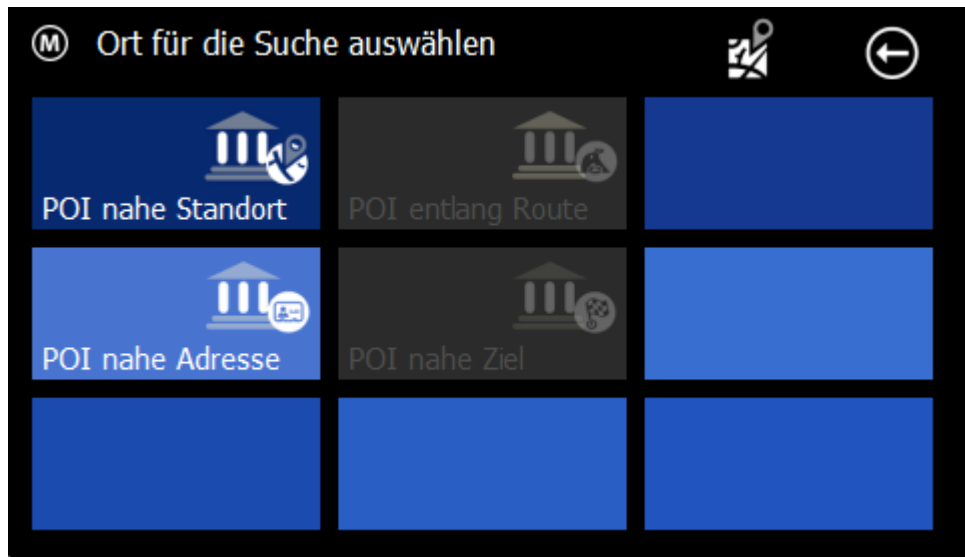 M Ort für die Suche auswählen
POI nahe Standort POI entlang Route
POI nahe Adresse POI nahe Ziel